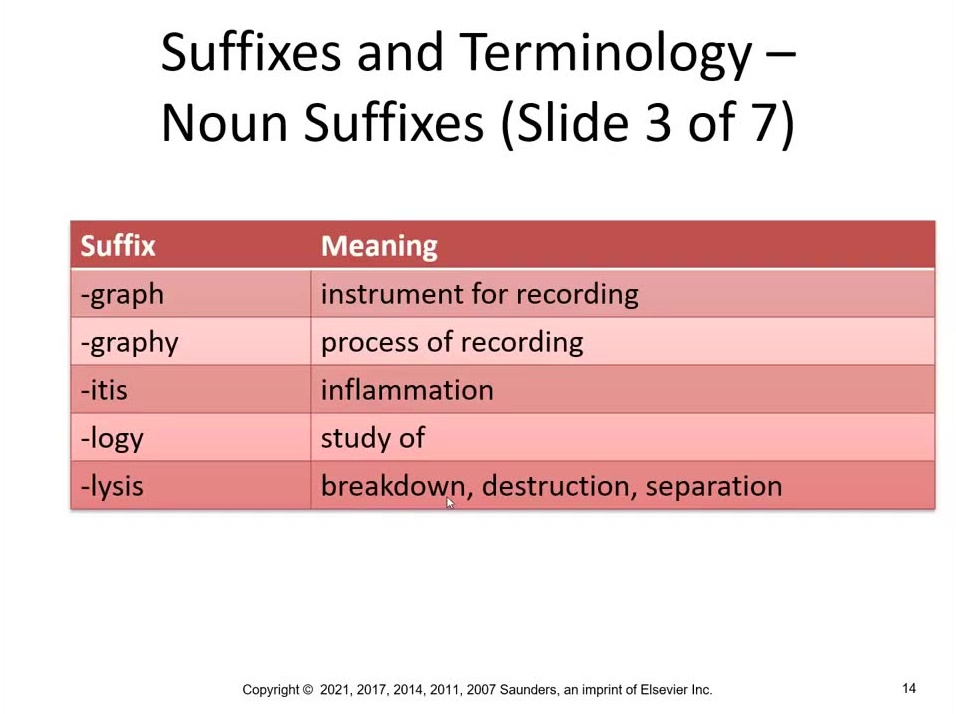 Suffixes and Terminology –
Noun Suffixes (Slide 3 of 7)
Suffix Meaning
-graph instrument for recording
-graphy process of recording
-itis inflammation
-logy study of
-lysis breakdown, destruction, separation
Copyright © 2021, 2017, 2014, 2011, 2007 Saunders, an imprint of Elsevier Inc. 14